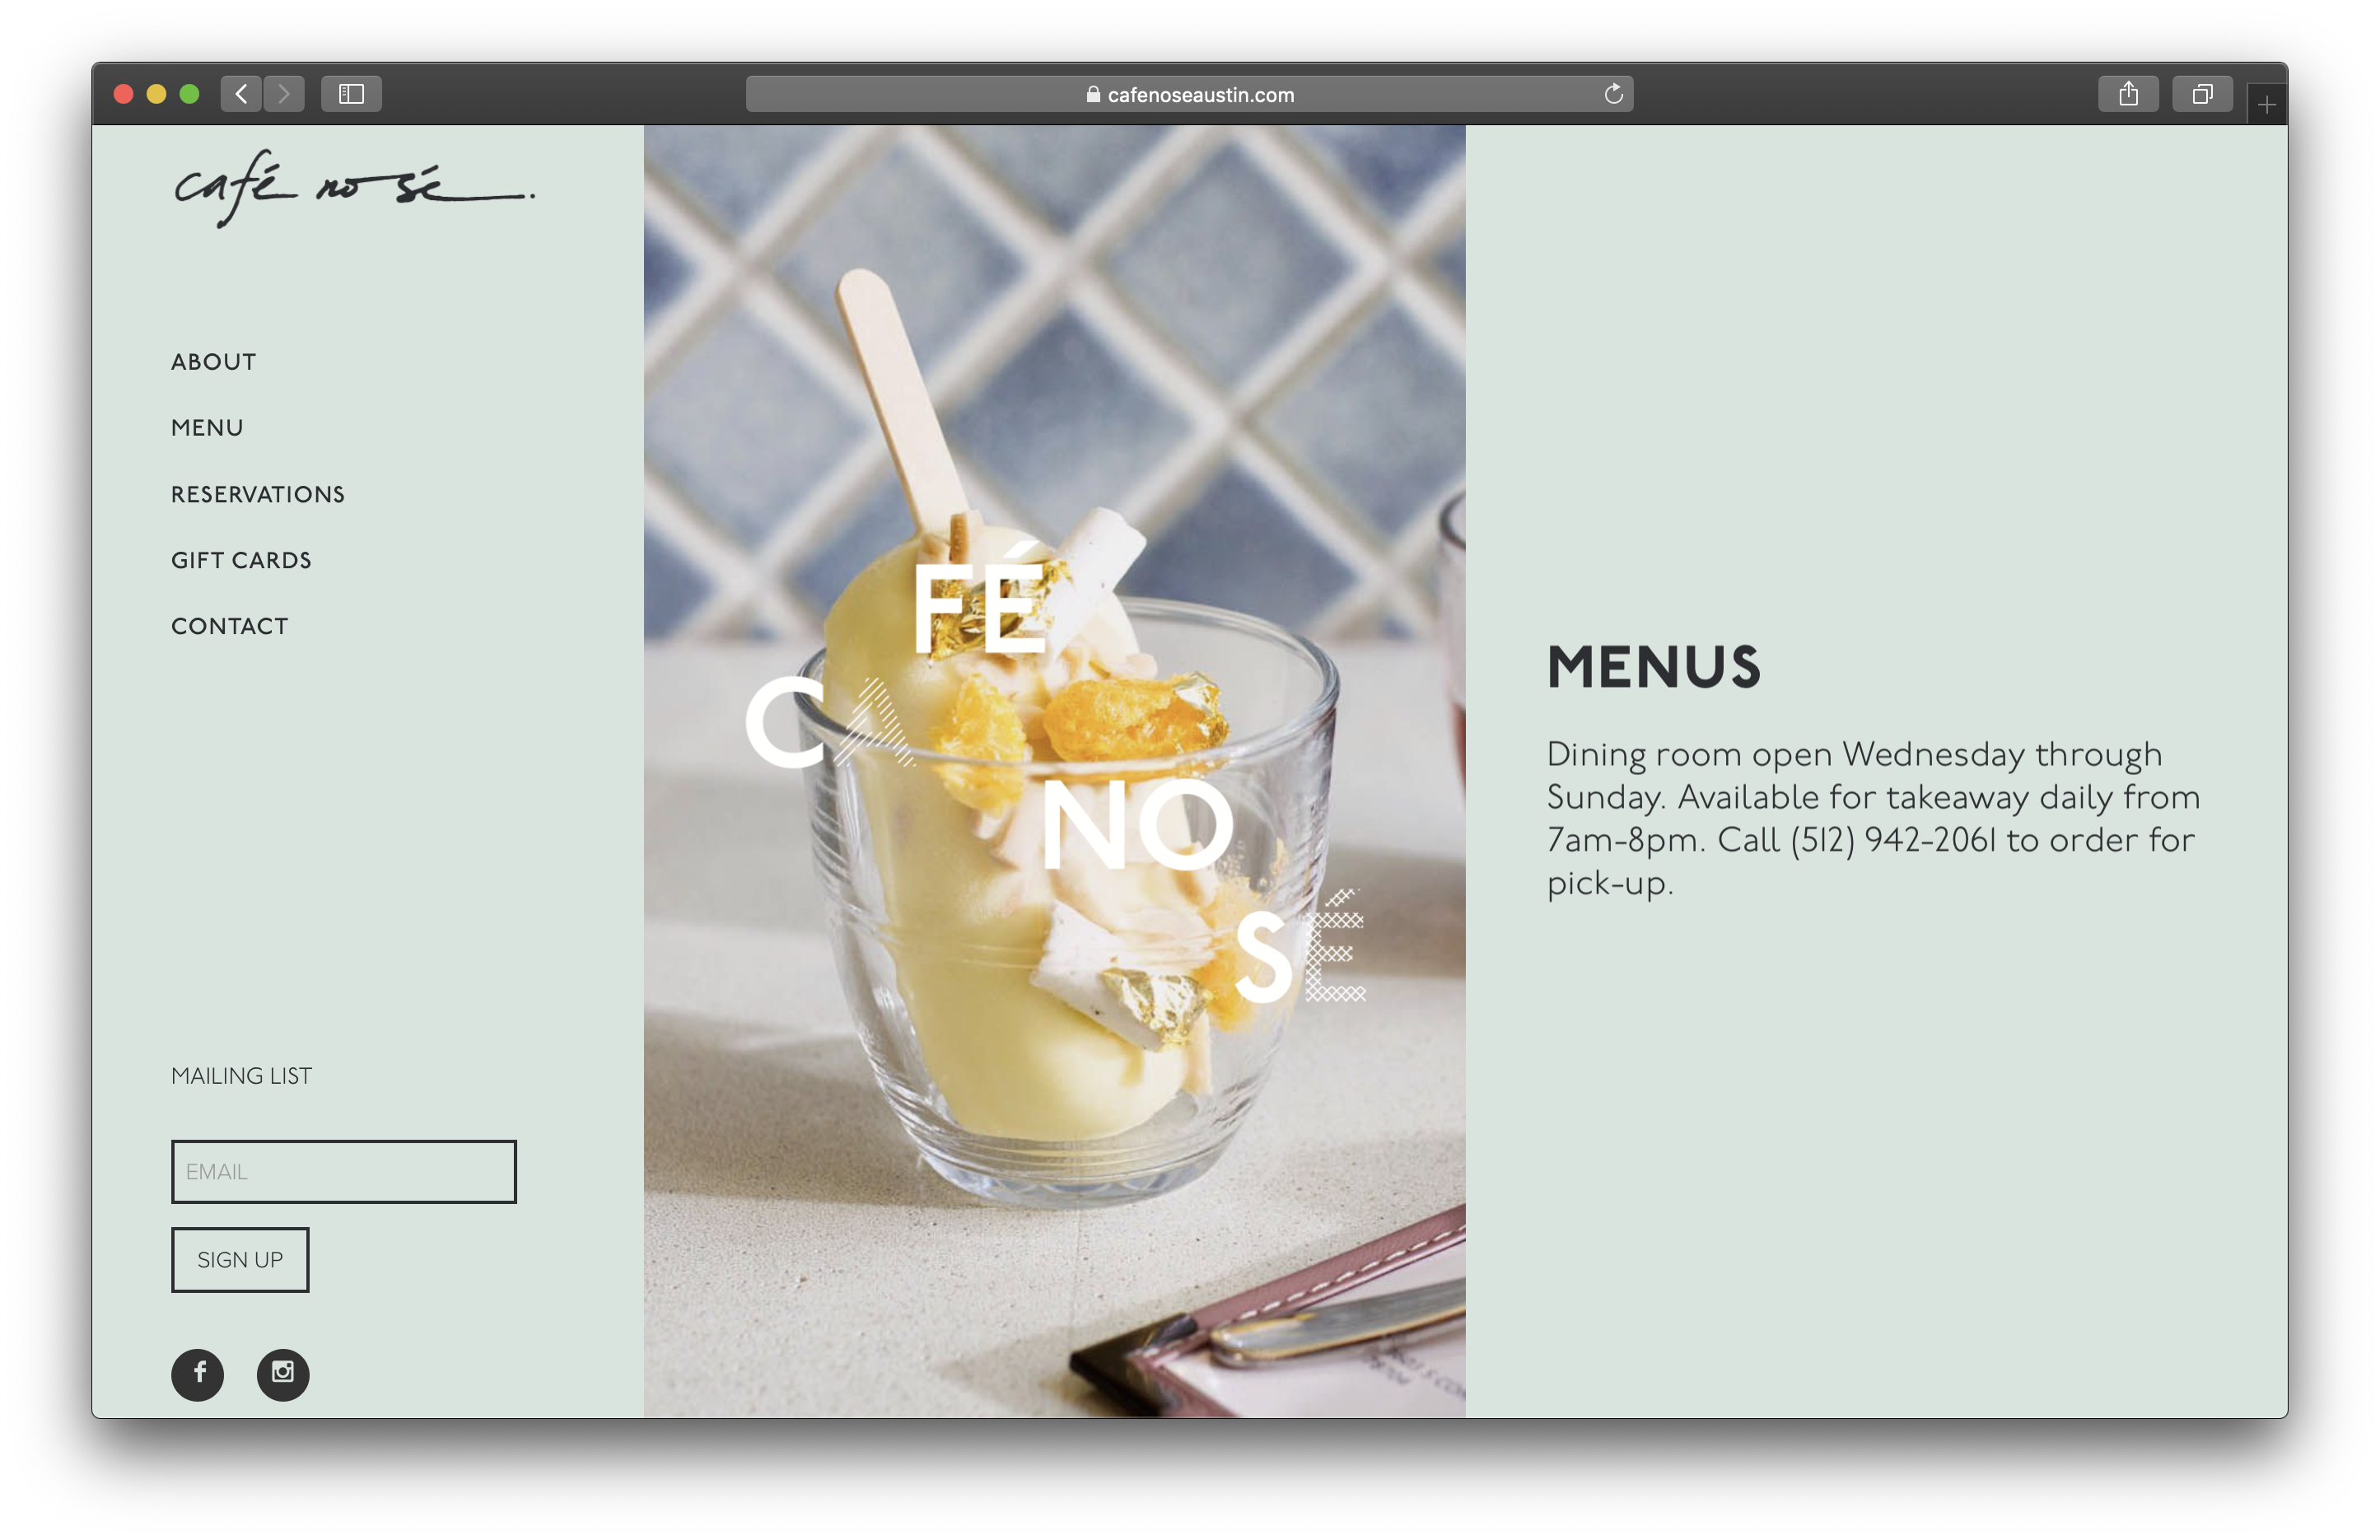 cafenoseaustin.com
café no sé.
ABOUT
MENU
RESERVATIONS
GIFT CARDS
CONTACT
MAILING LIST
EMAIL
SIGN UP
FÉ
CA
NO
SÉ
MENUS
Dining room open Wednesday through
Sunday. Available for takeaway daily from
7am-8pm. Call (512) 942-2061 to order for
pick-up.